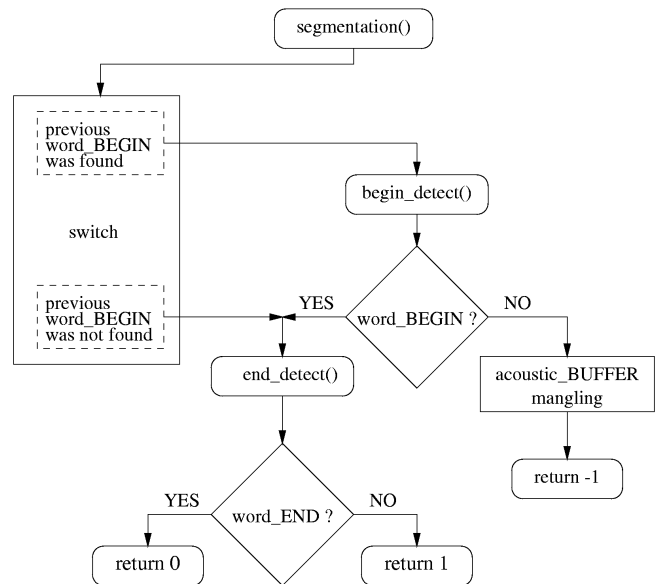 segmentation()
previous
word_BEGIN
was found
begin_detect()
switch
previous
word_BEGIN
was not found
YES
word_BEGIN ?
NO
end_detect()
acoustic_BUFFER
mangling
return -1
YES
word_END ?
NO
return 0
return 1